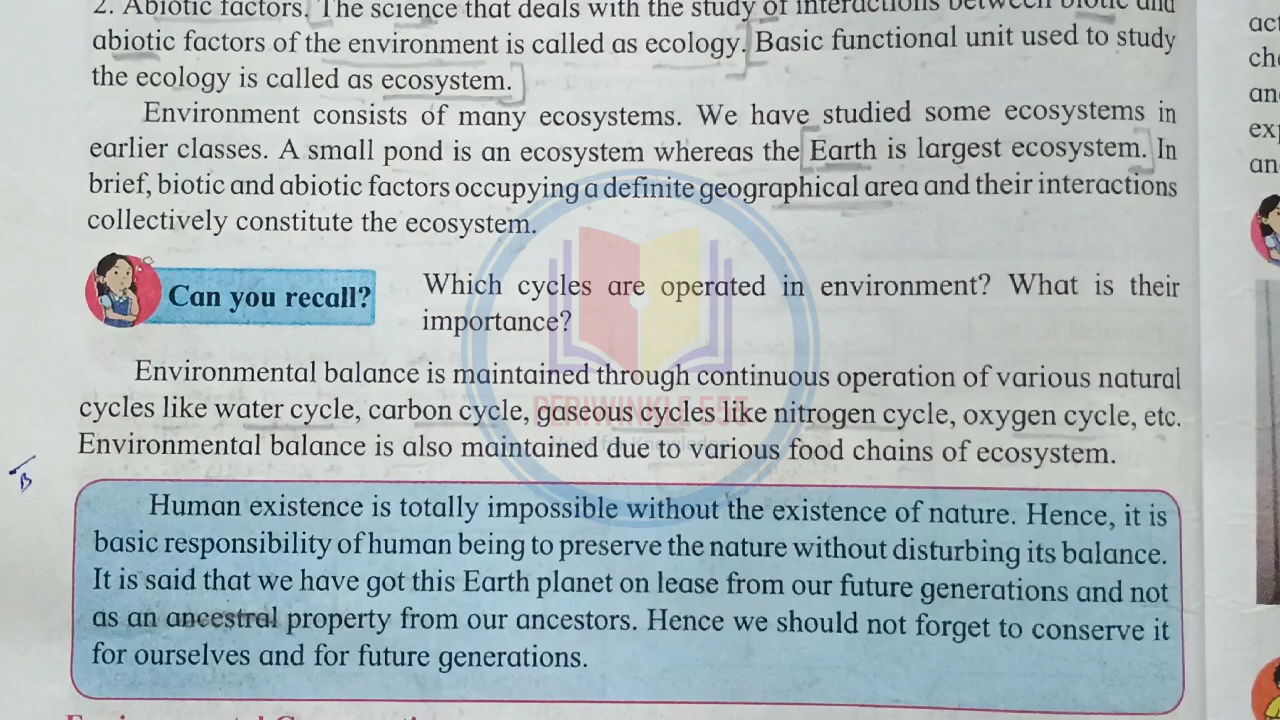 2. Abiotic factors. The science that deals with the study of interactions between biotic and
abiotic factors of the environment is called as ecology. Basic functional unit used to study
the ecology is called as ecosystem.
Environment consists of many ecosystems. We have studied some ecosystems in
earlier classes. A small pond is an ecosystem whereas the Earth is largest ecosystem. In
brief, biotic and abiotic factors occupying a definite geographical area and their interactions
collectively constitute the ecosystem.
Can you recall?
Which cycles are operated in environment? What is their
importance?
Environmental balance is maintained through continuous operation of various natural
cycles like water cycle, carbon cycle, gaseous cycles like nitrogen cycle, oxygen cycle, etc.
PERIWINKLE 555
Environmental balance is also maintained due to various food chains of ecosystem.
Human existence is totally impossible without the existence of nature. Hence, it is
basic responsibility of human being to preserve the nature without disturbing its balance.
It is said that we have got this Earth planet on lease from our future generations and not
as an ancestral property from our ancestors. Hence we should not forget to conserve it
for ourselves and for future generations.